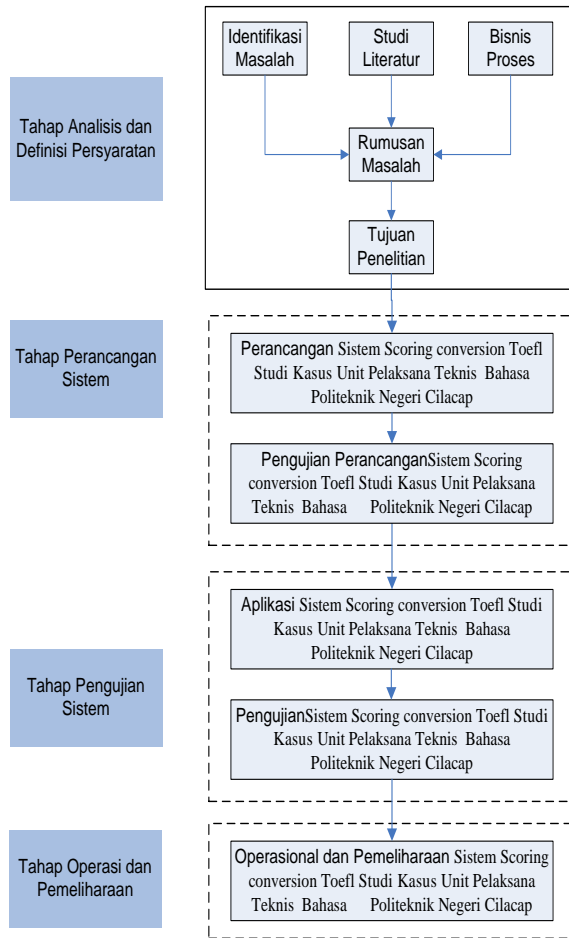 Identifikasi
Masalah
Studi
Literatur
Bisnis
Proses
Tahap Analisis dan
Definisi Persyaratan
Rumusan
Masalah
Tujuan
Penelitian
Tahap Perancangan
Sistem
Perancangan Sistem Scoring conversion Toefl
Studi Kasus Unit Pelaksana Teknis Bahasa
Politeknik Negeri Cilacap
Pengujian PerancanganSistem Scoring
conversion Toefl Studi Kasus Unit Pelaksana
Teknis Bahasa Politeknik Negeri Cilacap
Aplikasi Sistem Scoring conversion Toefl Studi
Kasus Unit Pelaksana Teknis Bahasa
Politeknik Negeri Cilacap
Tahap Pengujian
Sistem
PengujianSistem Scoring conversion Toefl Studi
Kasus Unit Pelaksana Teknis Bahasa
Politeknik Negeri Cilacap
Tahap Operasi dan
Pemeliharaan
Operasional dan Pemeliharaan Sistem Scoring
conversion Toefl Studi Kasus Unit Pelaksana
Teknis Bahasa Politeknik Negeri Cilacap